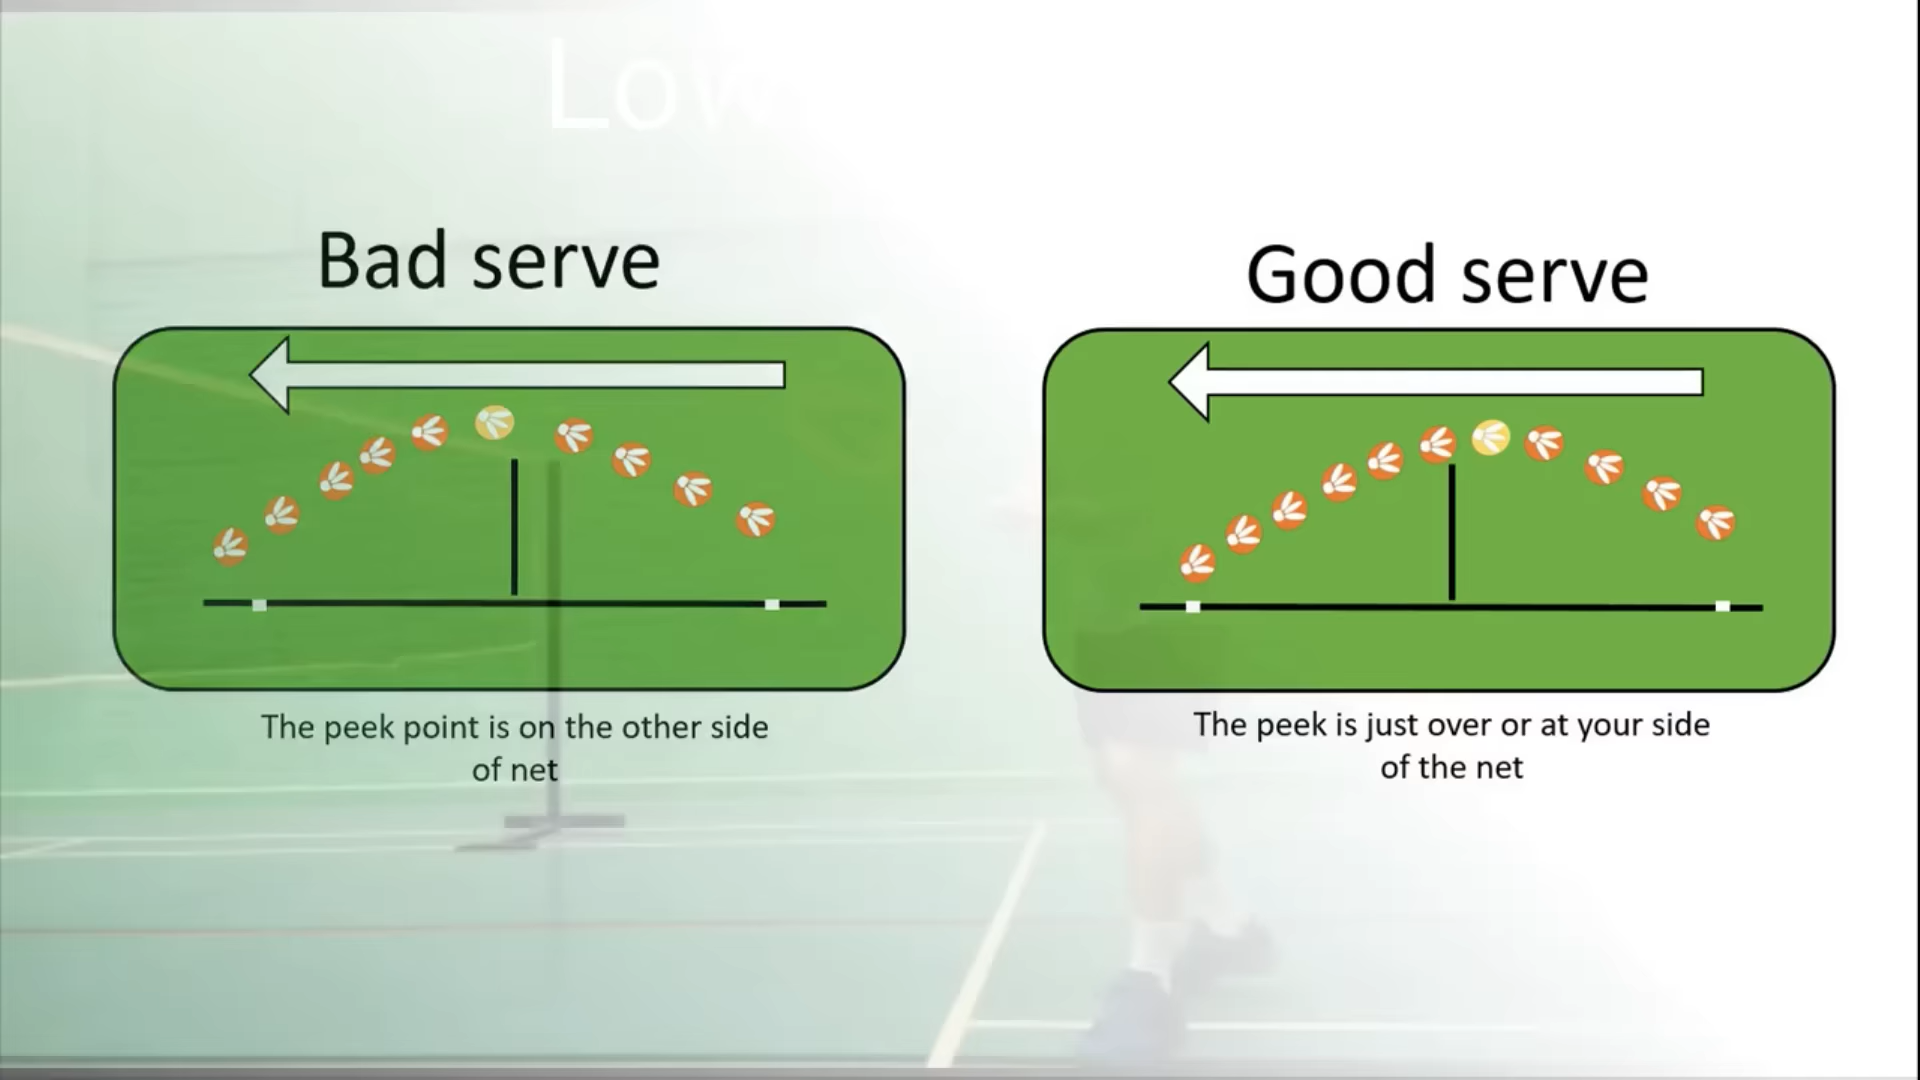 Low
Bad serve
Good serve
The peek point is on the other side
of net
The peek is just over or at your side
of the net